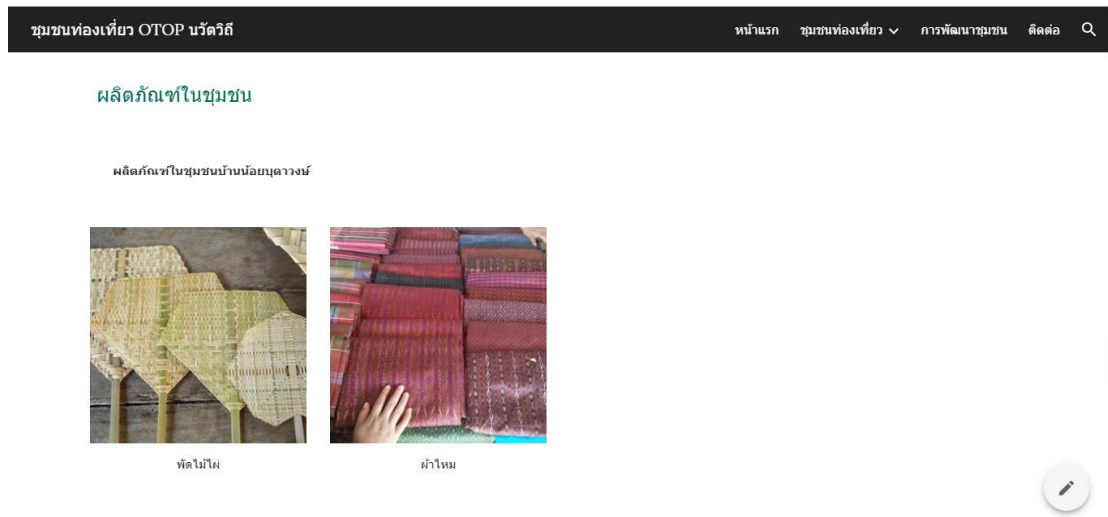 ชุมชนท่องเที่ยว OTOP นวัตวิถี
หน้าแรก ชุมชนท่องเที่ยว การพัฒนาชุมชน ติดต่อ
ผลิตภัณฑ์ในชุมชน
ผลิตภัณฑ์ในชุมชนบ้านน้อยบุดาวงษ์
พัดไม้ไผ่ ผ้าไหม